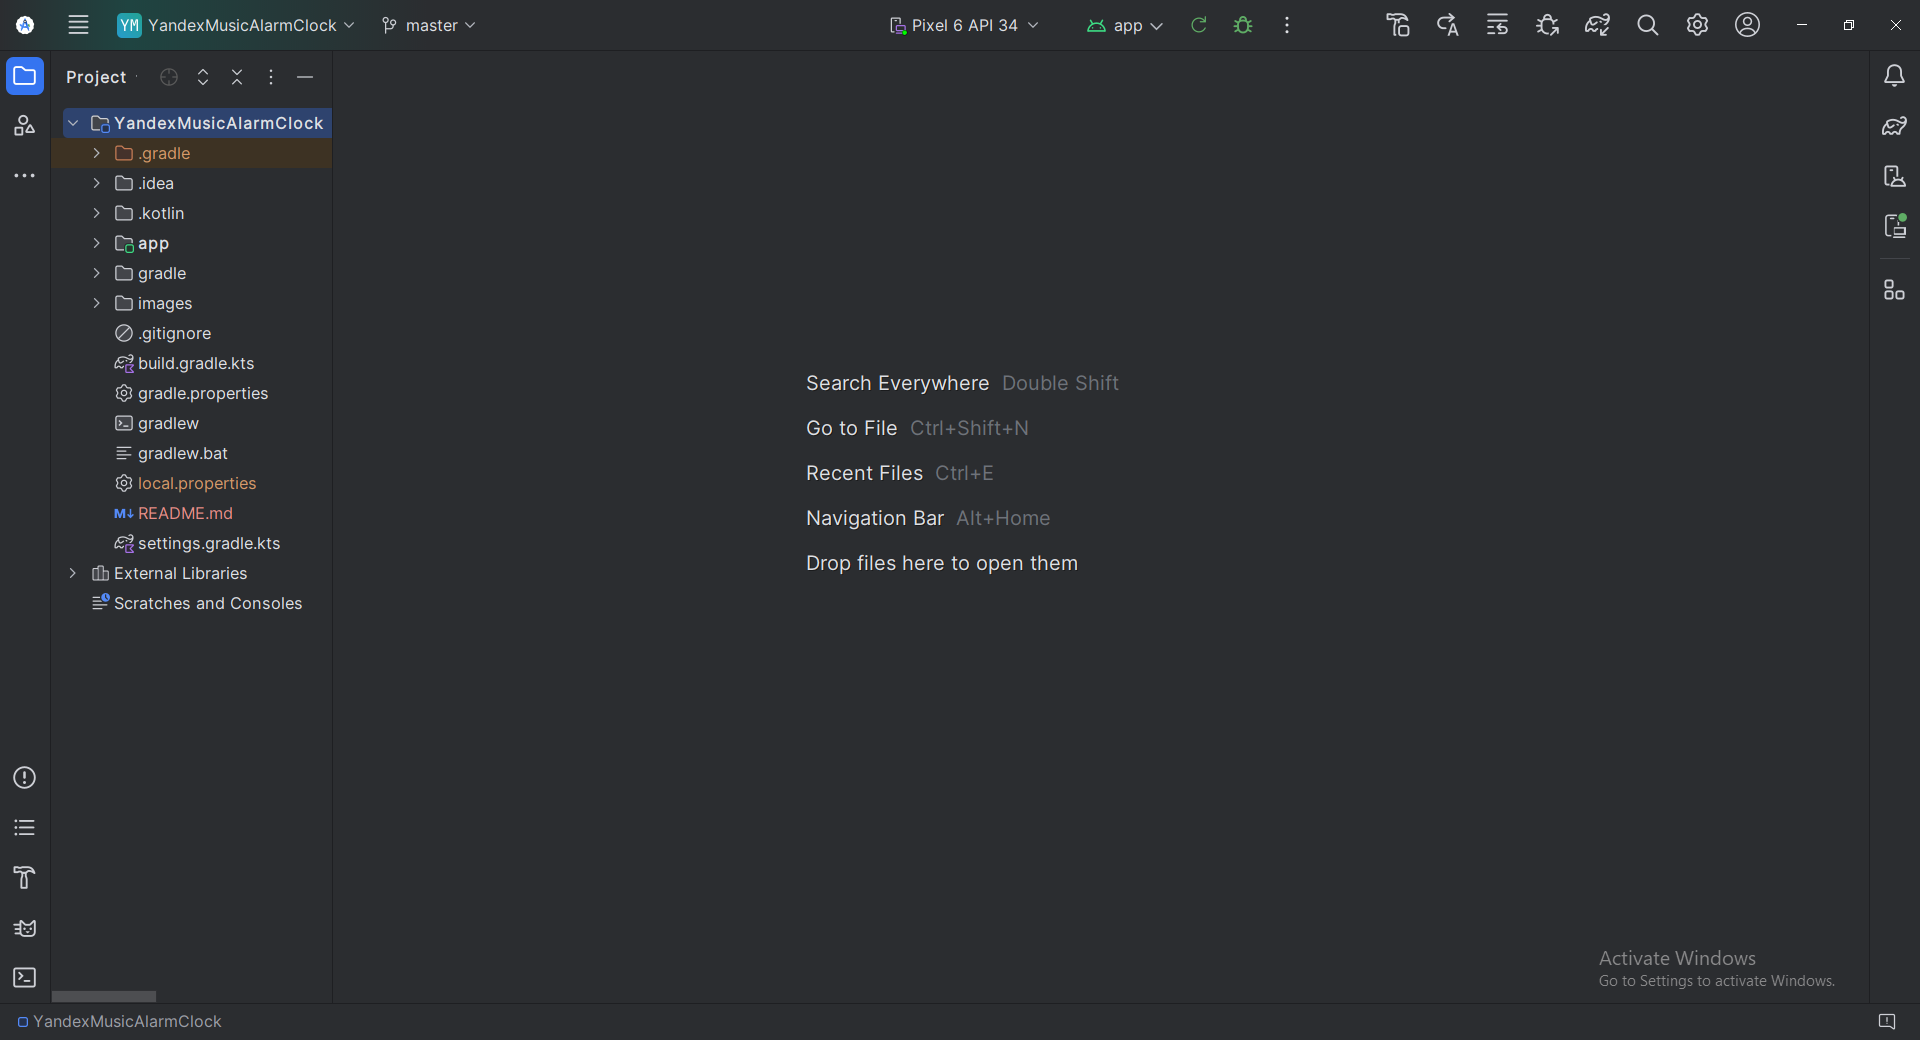 YM YandexMusicAlarmClock master Pixel 6 API 34 app
Project
YandexMusicAlarmClock
.gradle
.idea
.kotlin
app
gradle
images
.gitignore
build.gradle.kts
gradle.properties
gradlew
gradlew.bat
local.properties
M↓ README.md
settings.gradle.kts
External Libraries
Scratches and Consoles
Search Everywhere Double Shift
Go to File Ctrl+Shift+N
Recent Files Ctrl+E
Navigation Bar Alt+Home
Drop files here to open them
Activate Windows
Go to Settings to activate Windows.
YandexMusicAlarmClock